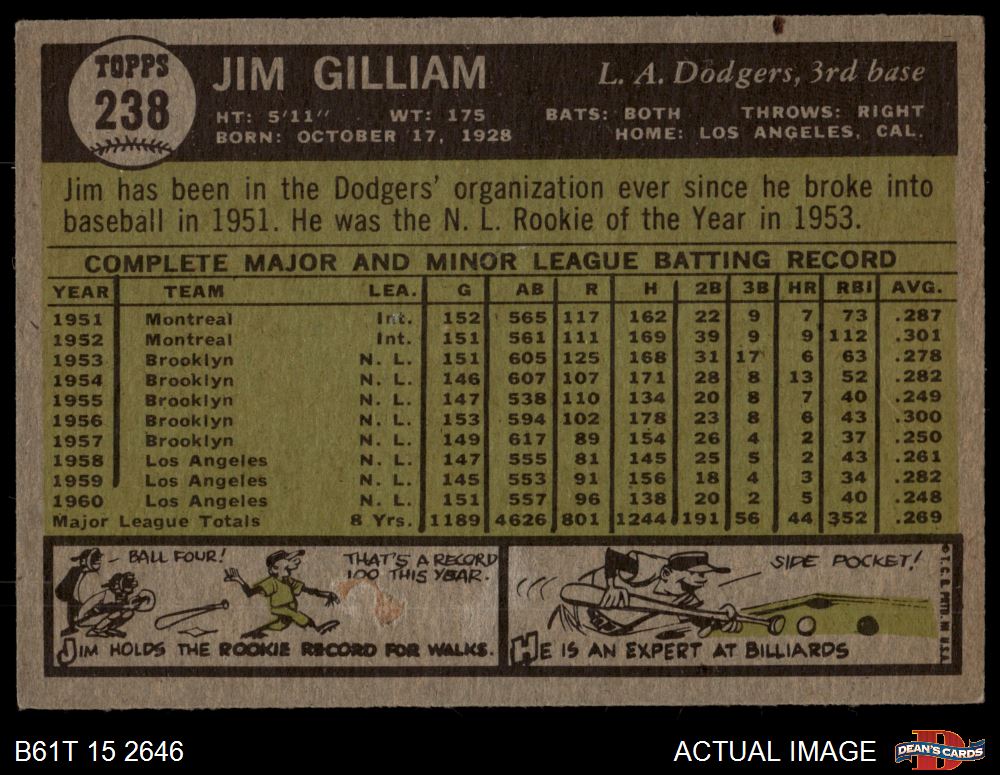 TOPPS
238
JIM GILLIAM
L. A. Dodgers, 3rd base
HT: 5'11" WT: 175 BATS: BOTH THROWS: RIGHT
BORN: OCTOBER 17, 1928 HOME: LOS ANGELES, CAL.
Jim has been in the Dodgers' organization ever since he broke into
baseball in 1951. He was the N. L. Rookie of the Year in 1953.
COMPLETE MAJOR AND MINOR LEAGUE BATTING RECORD
YEAR TEAM LEA. G AB R H 2B 3B HR RBI AVG.
1951 Montreal Int. 152 565 117 162 22 9 7 73 .287
1952 Montreal Int. 151 561 111 169 39 9 9 112 .301
1953 Brooklyn N. L. 151 605 125 168 31 17 6 63 .278
1954 Brooklyn N. L. 146 607 107 171 28 8 13 52 .282
1955 Brooklyn N. L. 147 538 110 134 20 8 7 40 .249
1956 Brooklyn N. L. 153 594 102 178 23 8 6 43 .300
1957 Brooklyn N. L. 149 617 89 154 26 4 2 37 .250
1958 Los Angeles N. L. 147 555 81 145 25 5 2 43 .261
1959 Los Angeles N. L. 145 553 91 156 18 4 3 34 .282
1960 Los Angeles N. L. 151 557 96 138 20 2 5 40 .248
Major League Totals 8 Yrs. 1189 4626 801 1244 191 56 44 352 .269
BALL FOUR!
THAT'S A RECORD
100 THIS YEAR.
JIM HOLDS THE ROOKIE RECORD FOR WALKS.
SIDE POCKET!
HE IS AN EXPERT AT BILLIARDS
© T. C. G. PRTD. IN U.S.A.
B61T 15 2646
ACTUAL IMAGE
DEAN'S CARDS